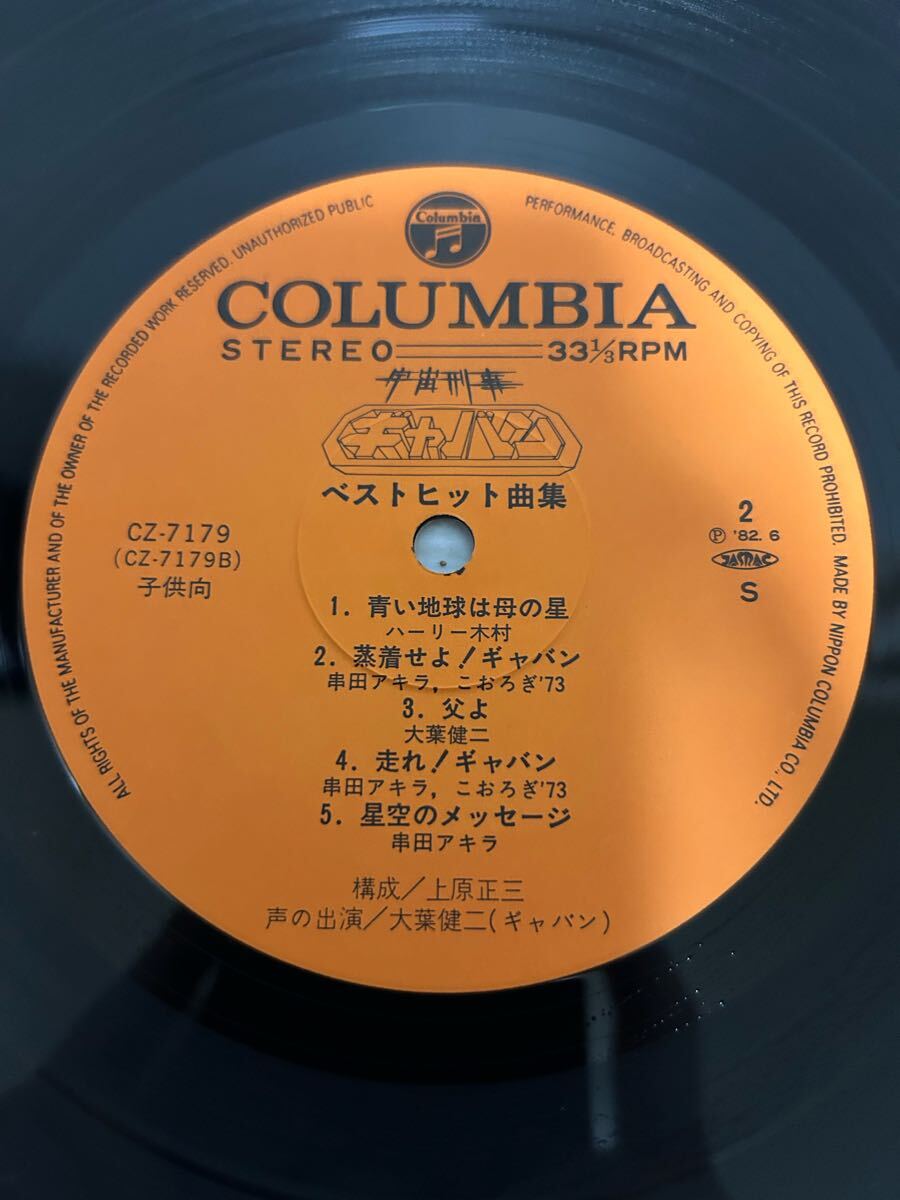 Columbia
ALL RIGHTS OF THE MANUFACTURER AND OF THE OWNER OF THE RECORDED WORK RESERVED. UNAUTHORIZED PUBLIC PERFORMANCE, BROADCASTING AND COPYING OF THIS RECORD PROHIBITED. MADE BY NIPPON COLUMBIA CO., LTD.
COLUMBIA
STEREO 33⅓RPM
宇宙刑事
ギャバン
ベストヒット曲集
CZ-7179
(CZ-7179B)
子供向
2
Ⓟ '82. 6
JASRAC
S
1. 青い地球は母の星
ハーリー木村
2. 蒸着せよ!ギャバン
串田アキラ, こおろぎ'73
3. 父よ
大葉健二
4. 走れ!ギャバン
串田アキラ, こおろぎ'73
5. 星空のメッセージ
串田アキラ
構成/上原正三
声の出演/大葉健二(ギャバン)